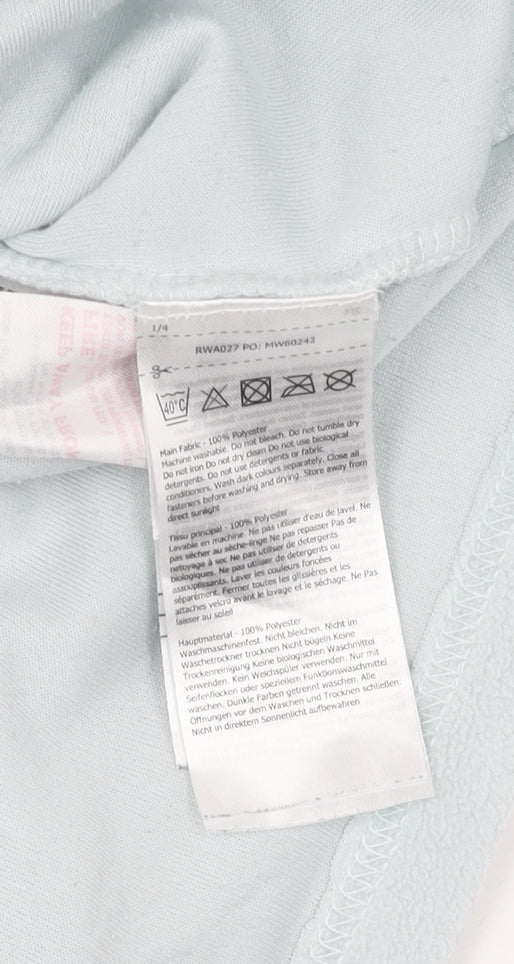 1/4
RWA027 PO: MW60242
40°C
Main Fabric - 100% Polyester
Machine washable. Do not bleach. Do not tumble dry
Do not iron Do not dry clean Do not use biological
detergents. Do not use detergents or fabric
conditioners. Wash dark colours separately. Close all
fasteners before washing and drying. Store away from
direct sunlight
Tissu principal - 100% Polyester
Lavable en machine. Ne pas utiliser d'eau de javel. Ne
pas sécher au sèche-linge Ne pas repasser Pas de
netoyage à sec Ne pas utiliser de detergents
biologiques. Ne pas utiliser de detergents ou
assouplissants. Laver les couleurs foncées
séparement. Fermer toutes les glissières et les
attaches velcro avant le lavage et le séchage. Ne Pas
laisser au soleil
Hauptmaterial - 100% Polyester
Waschmaschinenfest. Nicht bleichen. Nicht im
Wäschetrockner trocknen Nicht bügeln Keine
Trockenreinigung Keine biologischen Waschmittel
verwenden. Kein Weichspüler verwenden. Nur mit
Seifenflocken oder speziellem Funktionswaschmittel
waschen. Dunkle Farben getrennt waschen. Alle
Öffnungen vor dem Waschen und Trocknen schließen.
Nicht in direktem Sonnenlicht aufbewahren
KEEP AWAY FROM
FIRE